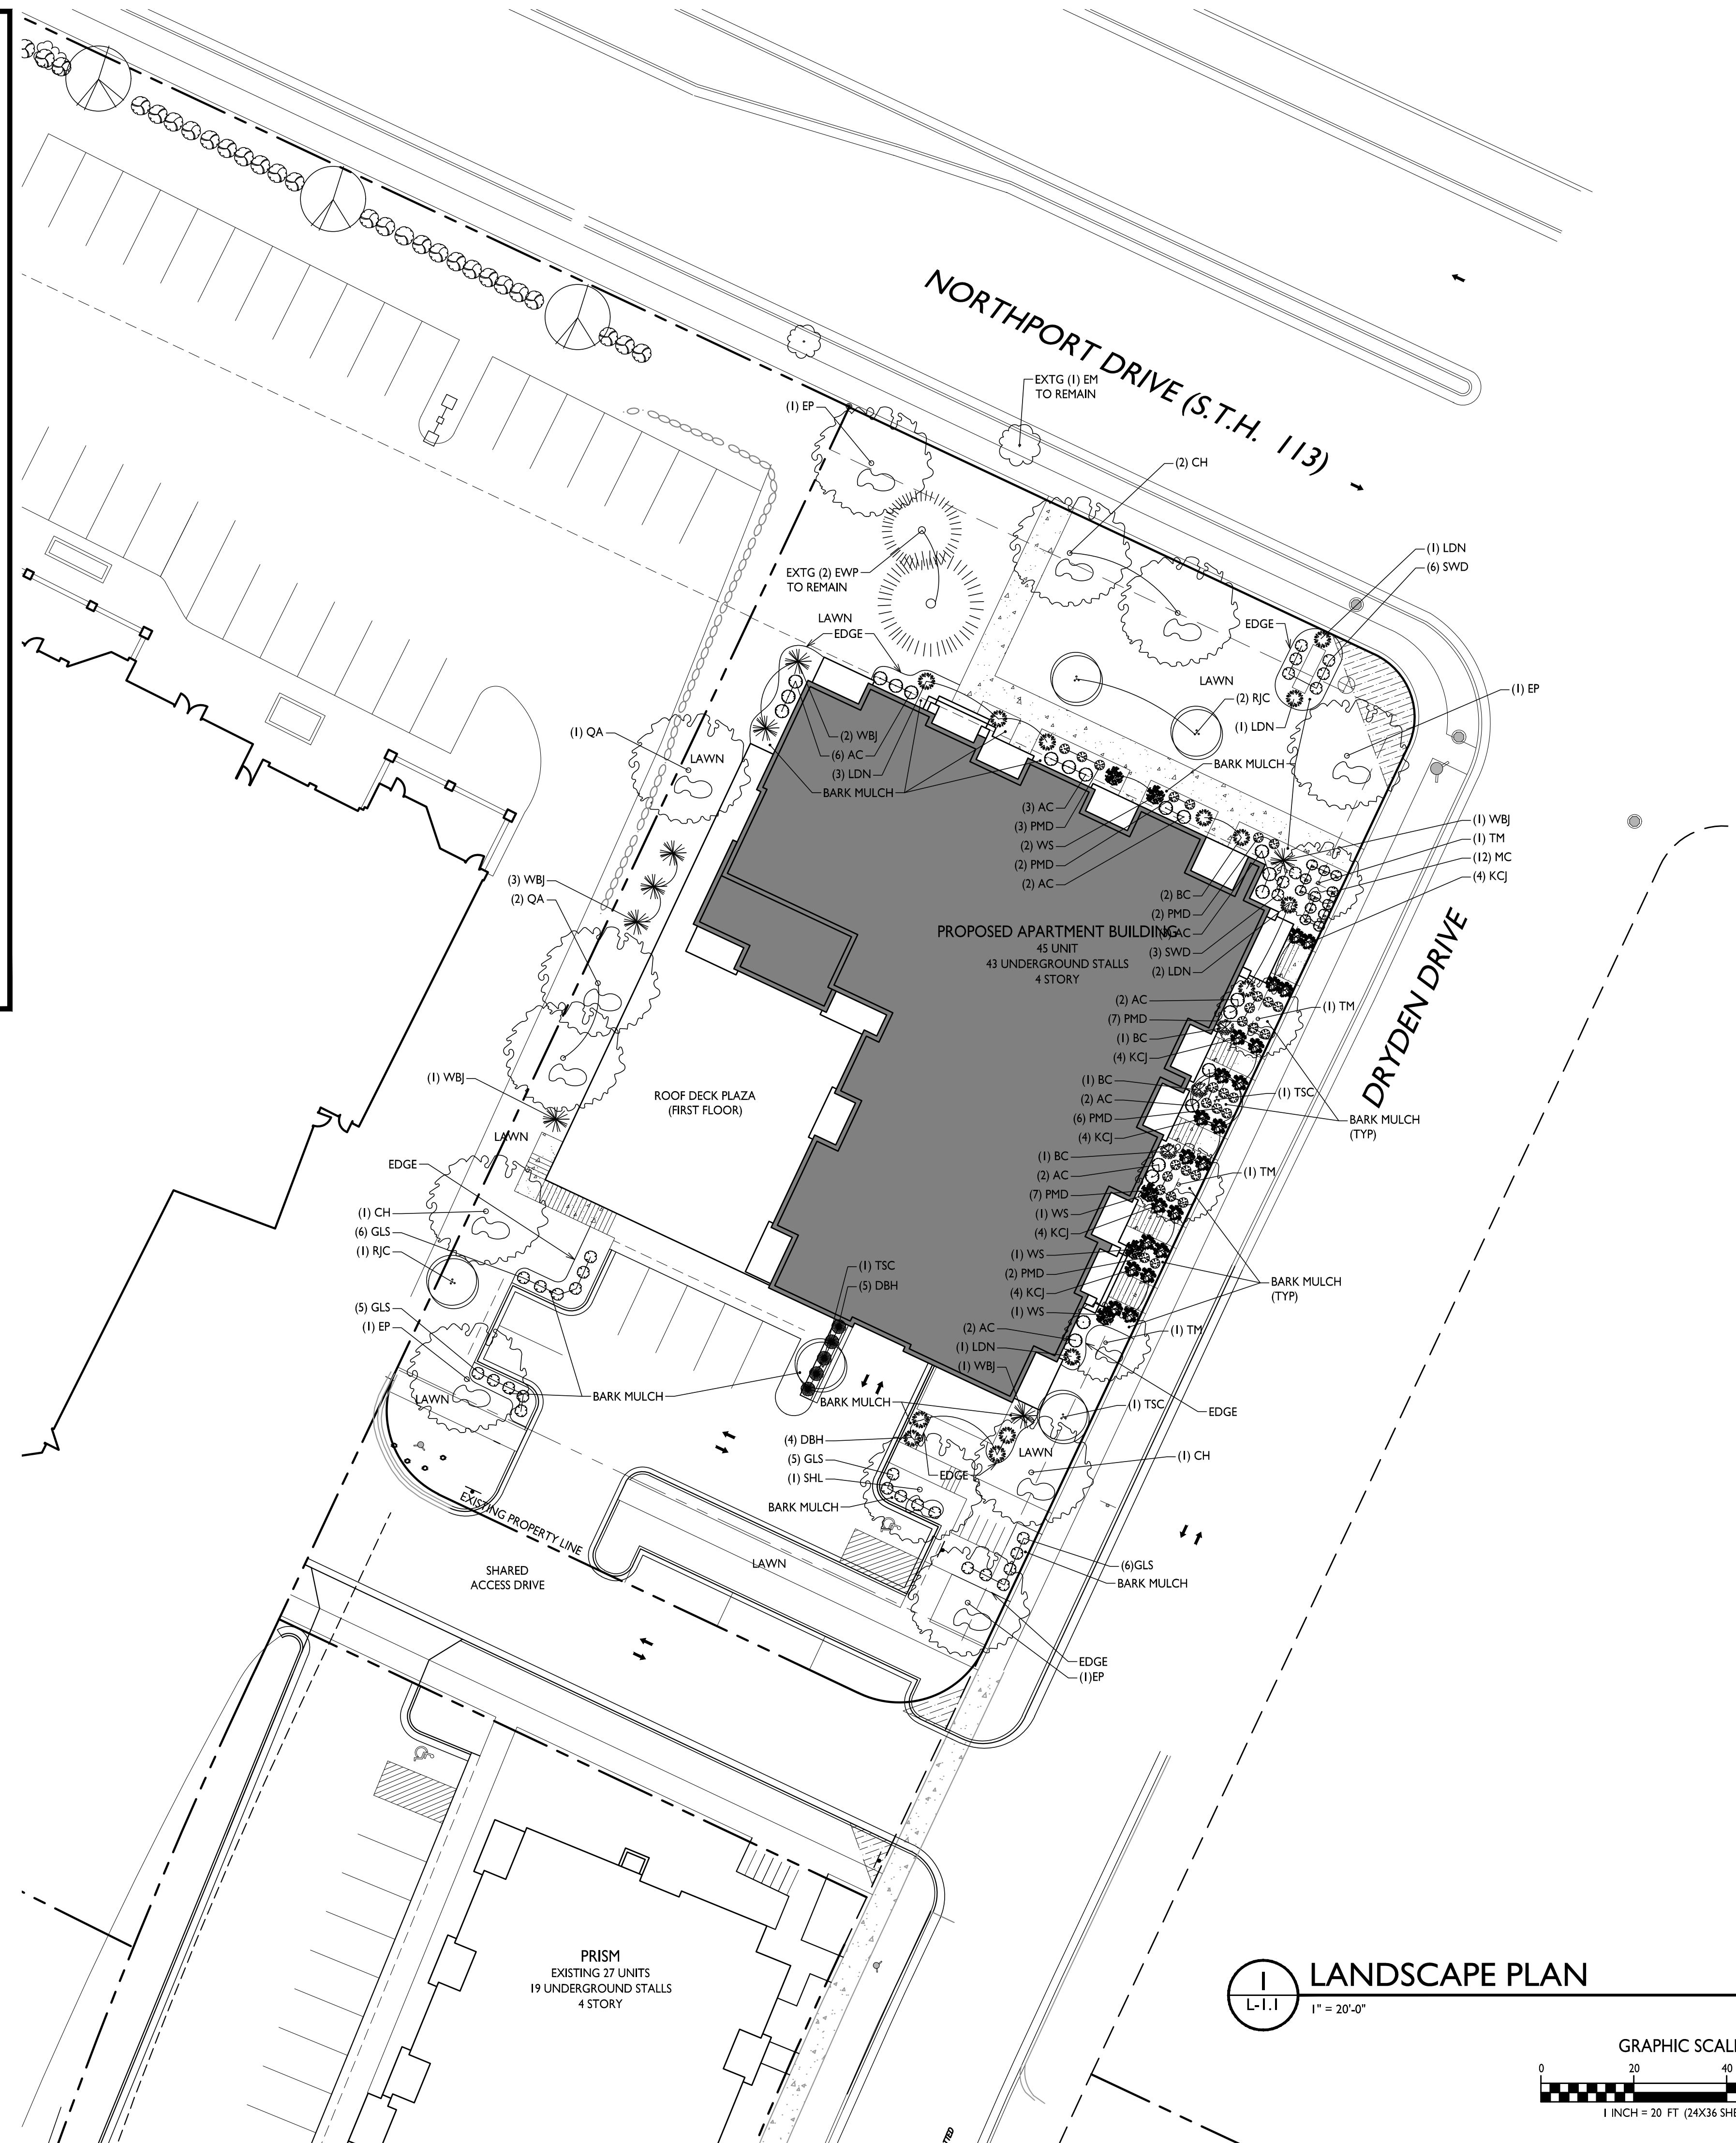 NORTHPORT DRIVE (S.T.H. 113)
EXTG (1) EM
TO REMAIN
(1) EP
(2) CH
EXTG (2) EWP
TO REMAIN
LAWN
EDGE
(1) LDN
(6) SWD
EDGE
LAWN
(2) RJC
(1) LDN
(1) EP
(1) QA
LAWN
(2) WBJ
(6) AC
(3) LDN
BARK MULCH
BARK MULCH
(3) AC
(3) PMD
(2) WS
(2) PMD
(2) AC
(1) WBJ
(1) TM
(12) MC
(4) KCJ
(3) WBJ
(2) QA
(2) BC
(2) PMD
AC
(3) SWD
(2) LDN
PROPOSED APARTMENT BUILDING
45 UNIT
43 UNDERGROUND STALLS
4 STORY
DRYDEN DRIVE
(2) AC
(7) PMD
(1) BC
(4) KCJ
(1) TM
(1) BC
(2) AC
(6) PMD
(4) KCJ
(1) TSC
BARK MULCH
(TYP)
(1) WBJ
ROOF DECK PLAZA
(FIRST FLOOR)
LAWN
EDGE
(1) BC
(2) AC
(7) PMD
(1) WS
(4) KCJ
(1) TM
(1) CH
(6) GLS
(1) RJC
(1) WS
(2) PMD
(4) KCJ
(1) WS
BARK MULCH
(TYP)
(1) TSC
(5) DBH
(5) GLS
(1) EP
(2) AC
(1) LDN
(1) WBJ
(1) TM
LAWN
BARK MULCH
BARK MULCH
(1) TSC
EDGE
(4) DBH
(5) GLS
(1) SHL
BARK MULCH
EDGE
LAWN
(1) CH
EXISTING PROPERTY LINE
SHARED
ACCESS DRIVE
LAWN
(6)GLS
BARK MULCH
EDGE
(1)EP
PRISM
EXISTING 27 UNITS
19 UNDERGROUND STALLS
4 STORY
1
L-1.1
LANDSCAPE PLAN
1" = 20'-0"
GRAPHIC SCAL
0 20 40
1 INCH = 20 FT (24X36 SHE